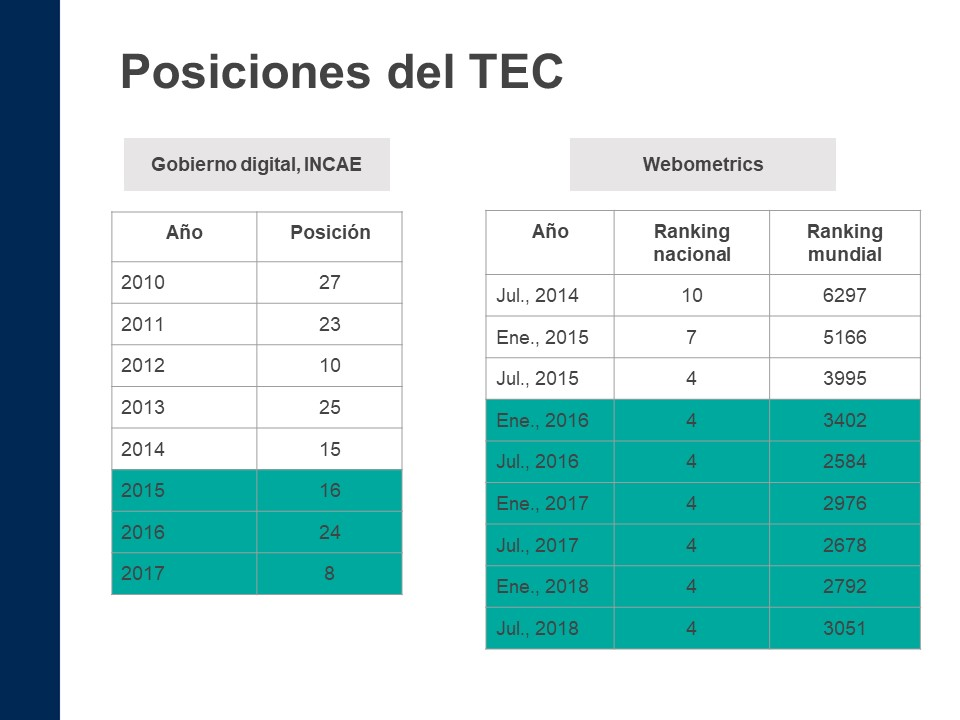 Posiciones del TEC
Gobierno digital, INCAE
Año Posición
2010 27
2011 23
2012 10
2013 25
2014 15
2015 16
2016 24
2017 8
Webometrics
Año Ranking nacional Ranking mundial
Jul., 2014 10 6297
Ene., 2015 7 5166
Jul., 2015 4 3995
Ene., 2016 4 3402
Jul., 2016 4 2584
Ene., 2017 4 2976
Jul., 2017 4 2678
Ene., 2018 4 2792
Jul., 2018 4 3051